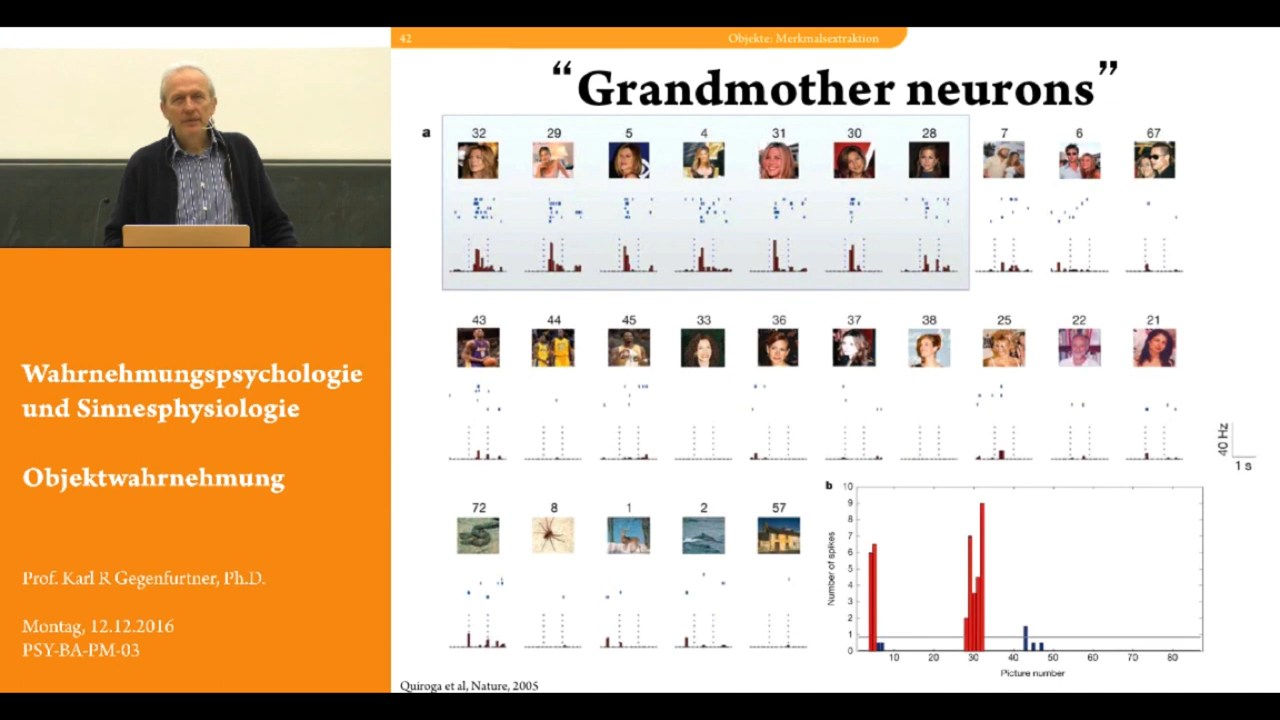 42
Objekte: Merkmalsextraktion
“Grandmother neurons”
a
32 29 5 4 31 30 28 7 6 67
43 44 45 33 36 37 38 25 22 21
40 Hz
1 s
72 8 1 2 57
b
10
9
8
7
6
5
4
3
2
1
0
Number of spikes
10 20 30 40 50 60 70 80
Picture number
Quiroga et al, Nature, 2005
Wahrnehmungspsychologie
und Sinnesphysiologie
Objektwahrnehmung
Prof. Karl R Gegenfurtner, Ph.D.
Montag, 12.12.2016
PSY-BA-PM-03